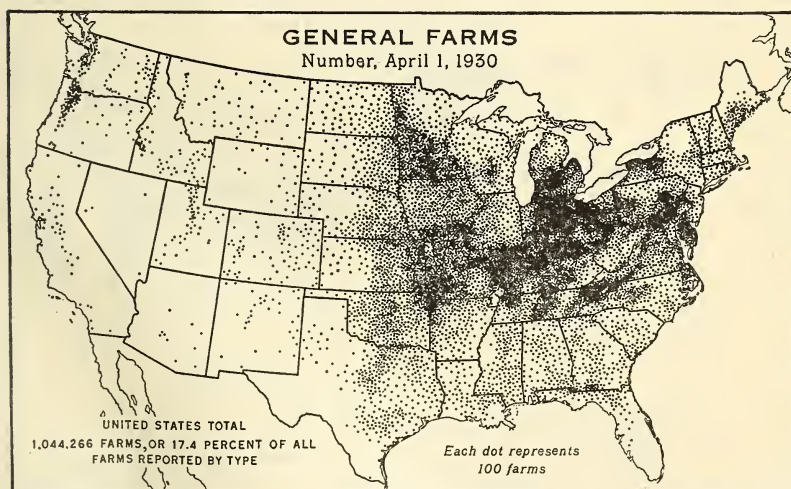 GENERAL FARMS
Number, April 1, 1930
UNITED STATES TOTAL
1,044,266 FARMS, OR 17.4 PERCENT OF ALL
FARMS REPORTED BY TYPE
Each dot represents
100 farms